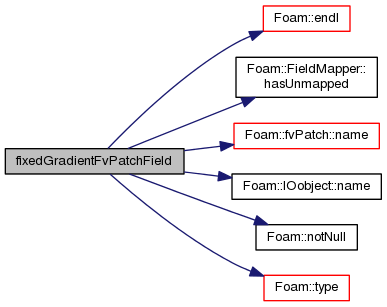 Foam::endl
Foam::FieldMapper::
hasUnmapped
fixedGradientFvPatchField
Foam::fvPatch::name
Foam::IOobject::name
Foam::notNull
Foam::type